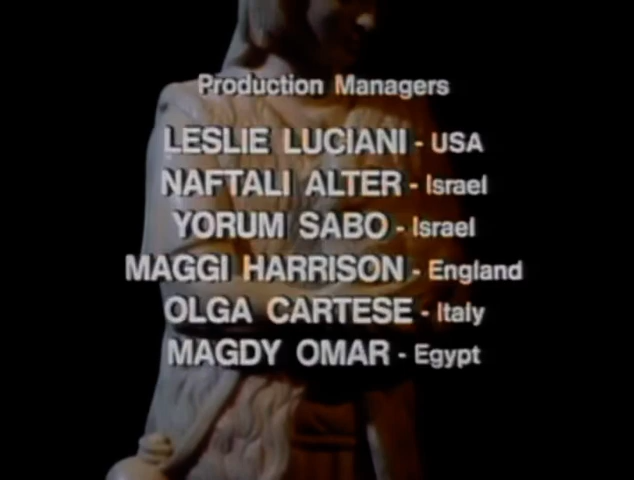 Production Managers
LESLIE LUCIANI - USA
NAFTALI ALTER - Israel
YORUM SABO - Israel
MAGGI HARRISON - England
OLGA CARTESE - Italy
MAGDY OMAR - Egypt